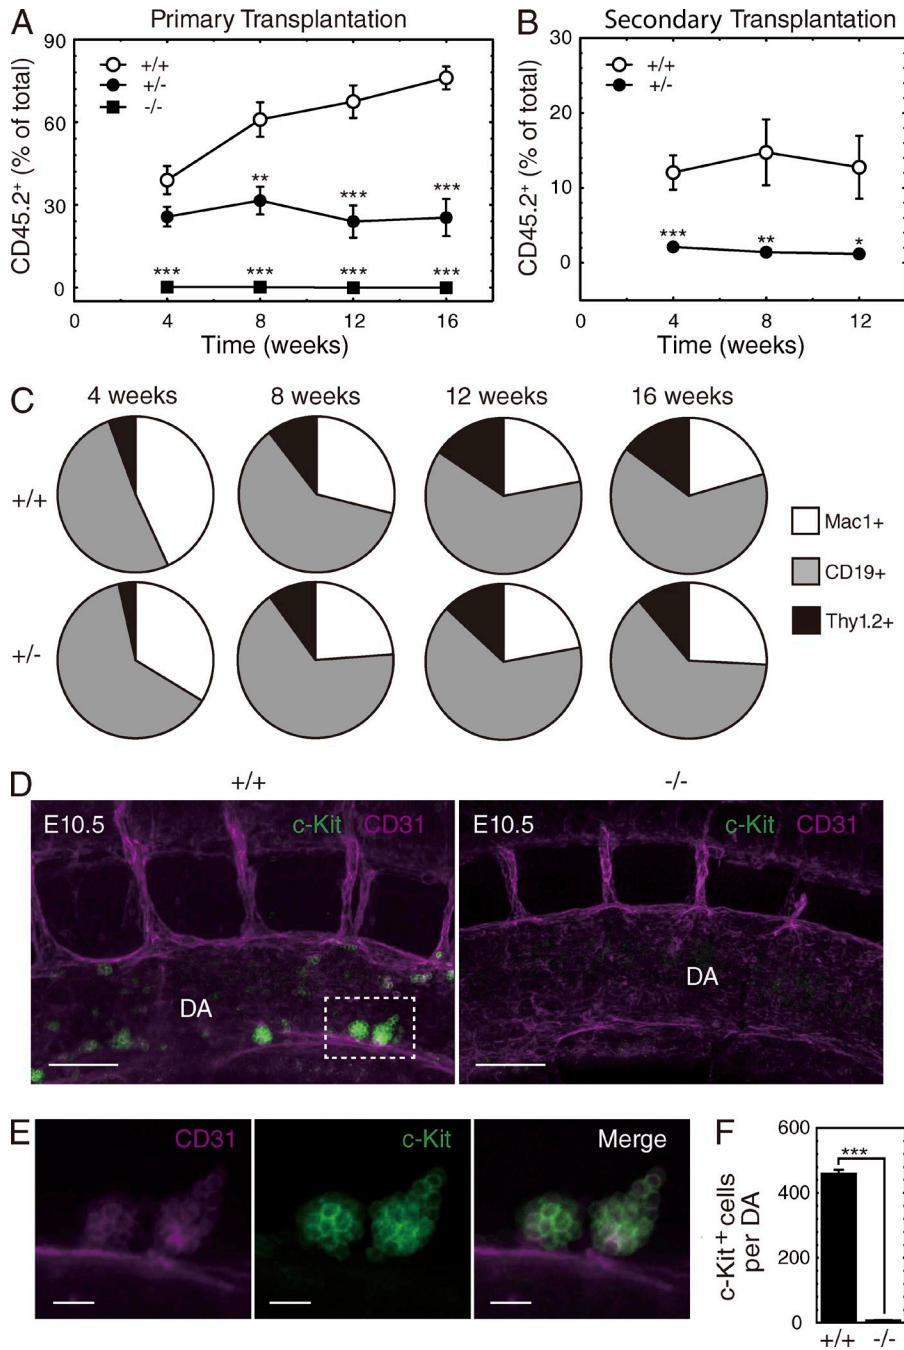 A Primary Transplantation
CD45.2+ (% of total)
90
60
30
0
+/+
+/-
-/-
**
***
***
***
***
***
***
0
4
8
12
16
Time (weeks)
B Secondary Transplantation
CD45.2+ (% of total)
30
20
10
0
+/+
+/-
***
**
*
0
4
8
12
Time (weeks)
C
4 weeks
8 weeks
12 weeks
16 weeks
+/+
+/-
Mac1+
CD19+
Thy1.2+
D
+/+
-/-
E10.5
c-Kit CD31
DA
E10.5
c-Kit CD31
DA
E
CD31
c-Kit
Merge
F
c-Kit+ cells
per DA
600
400
200
0
***
+/+
-/-